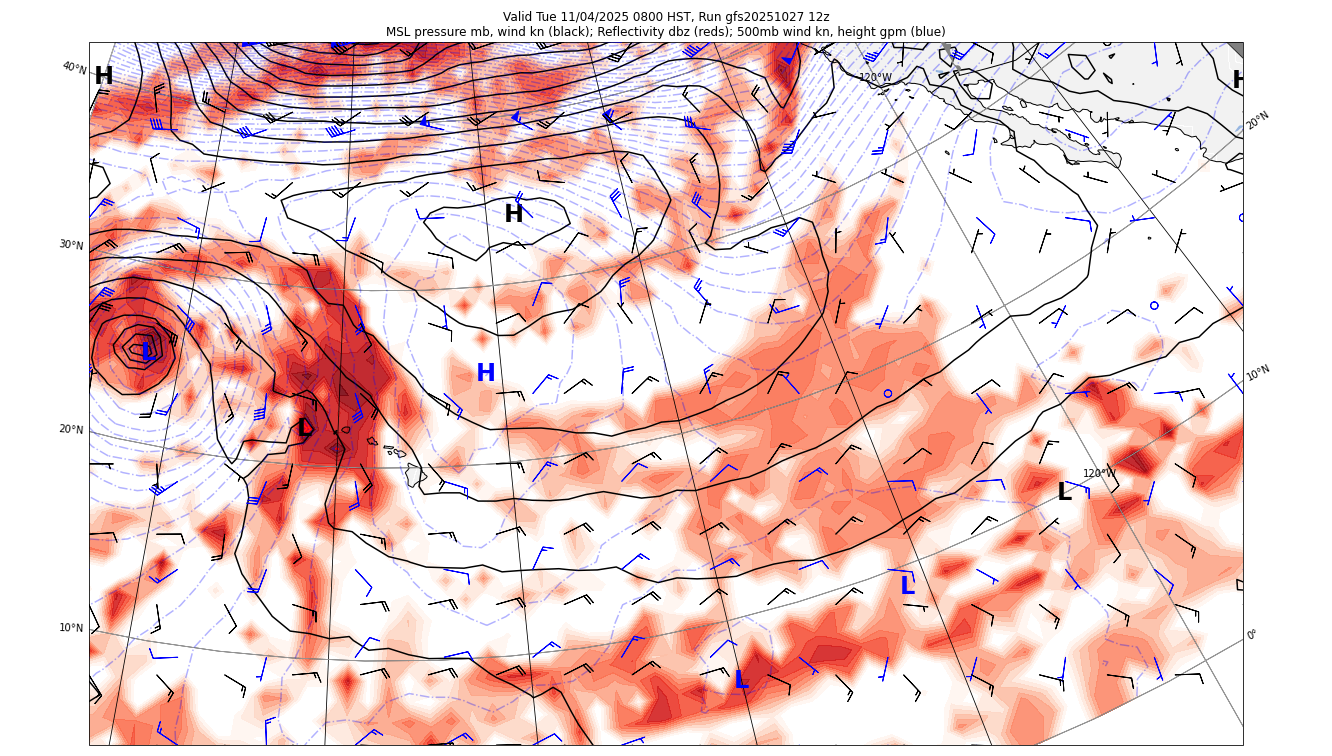 Valid Tue 11/04/2025 0800 HST, Run gfs20251027 12z
MSL pressure mb, wind kn (black); Reflectivity dbz (reds); 500mb wind kn, height gpm (blue)
40°N
H
120°W
H
20°N
30°N
H
L
H
10°N
20°N
L
120°W
L
L
10°N
0°
L